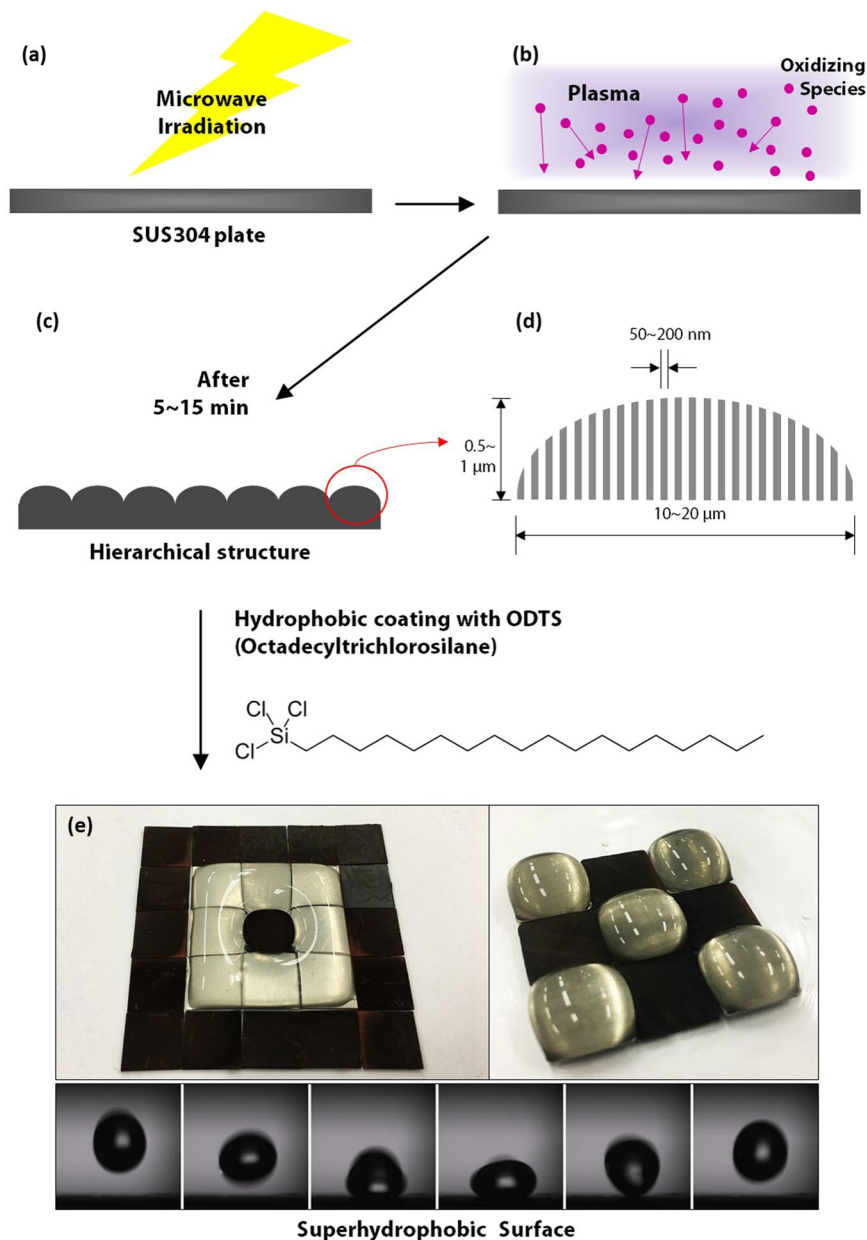 (a)
Microwave
Irradiation
SUS304 plate
(b)
Plasma
Oxidizing
Species
(c)
After
5~15 min
Hierarchical structure
(d)
50~200 nm
0.5~
1 μm
10~20 μm
Hydrophobic coating with ODTS
(Octadecyltrichlorosilane)
Cl
Cl
Cl
Si
(e)
Superhydrophobic Surface